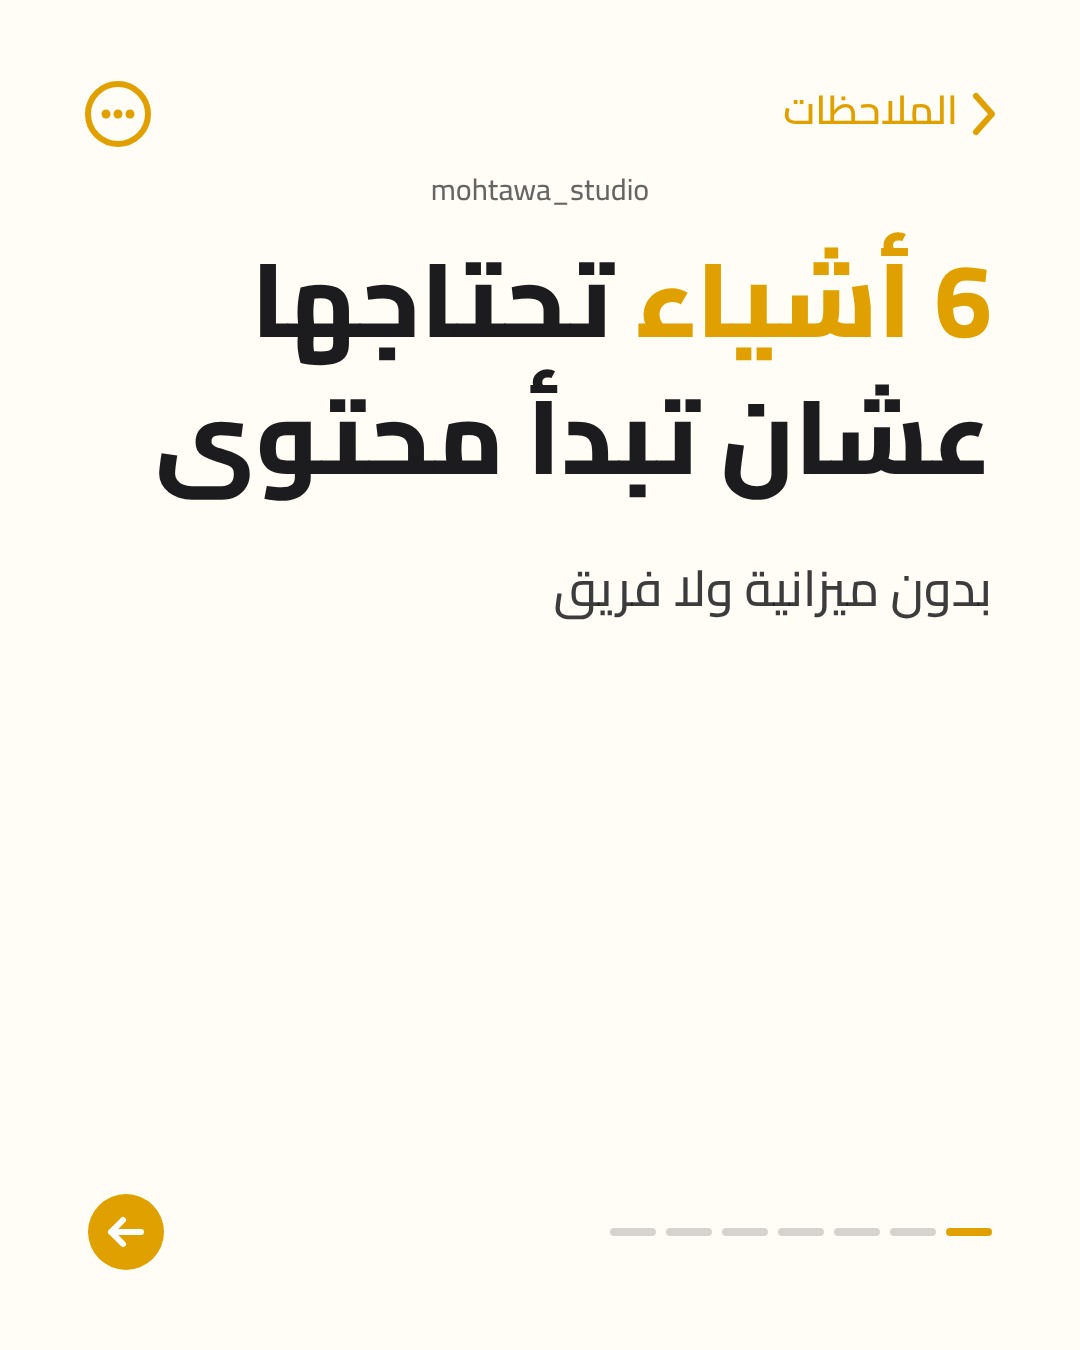 الملاحظات
mohtawa_studio
6 أشياء تحتاجها
عشان تبدأ محتوى
بدون ميزانية ولا فريق